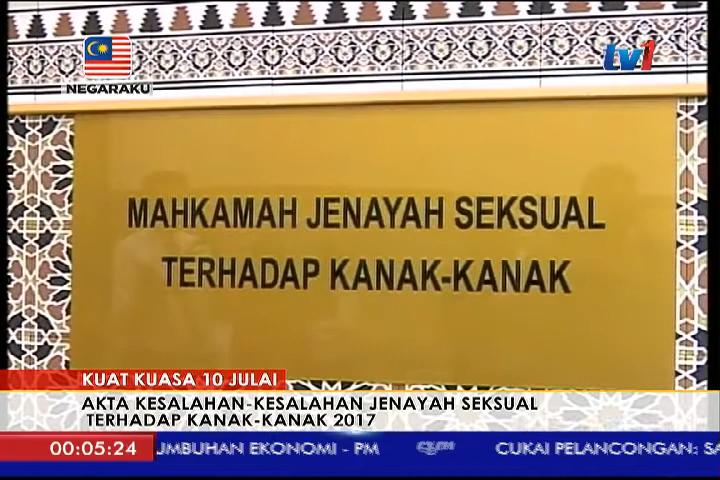 tv1
NEGARAKU
MAHKAMAH JENAYAH SEKSUAL
TERHADAP KANAK-KANAK
KUAT KUASA 10 JULAI
AKTA KESALAHAN-KESALAHAN JENAYAH SEKSUAL
TERHADAP KANAK-KANAK 2017
00:05:24 UMBUHAN EKONOMI - PM CUKAI PELANCONGAN: SA